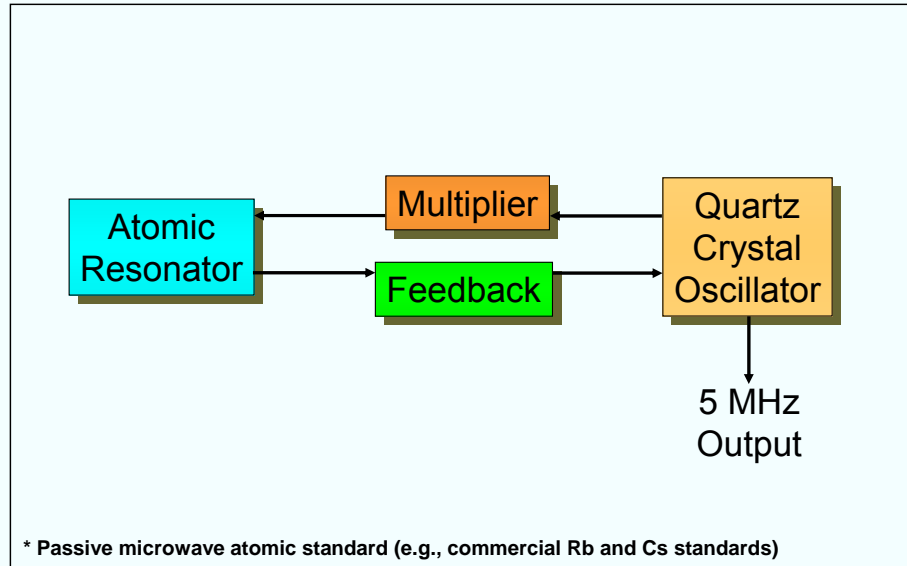 Atomic
Resonator
Multiplier
Feedback
Quartz
Crystal
Oscillator
5 MHz
Output
* Passive microwave atomic standard (e.g., commercial Rb and Cs standards)